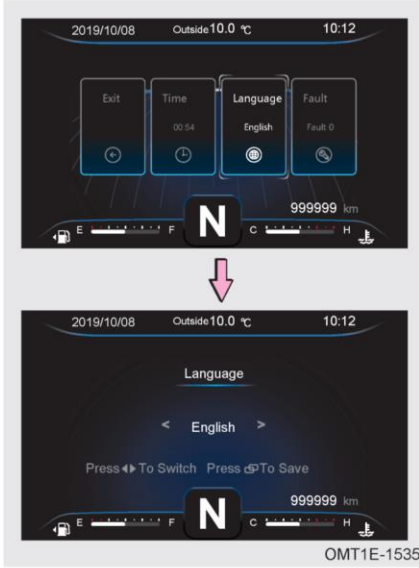 2019/10/08 Outside 10.0 ℃ 10:12
Exit Time Language Fault
00:54 English Fault 0
999999 km
E F N C H
2019/10/08 Outside 10.0 ℃ 10:12
Language
< English >
Press ◀▶ To Switch Press To Save
999999 km
E F N C H
OMT1E-1535